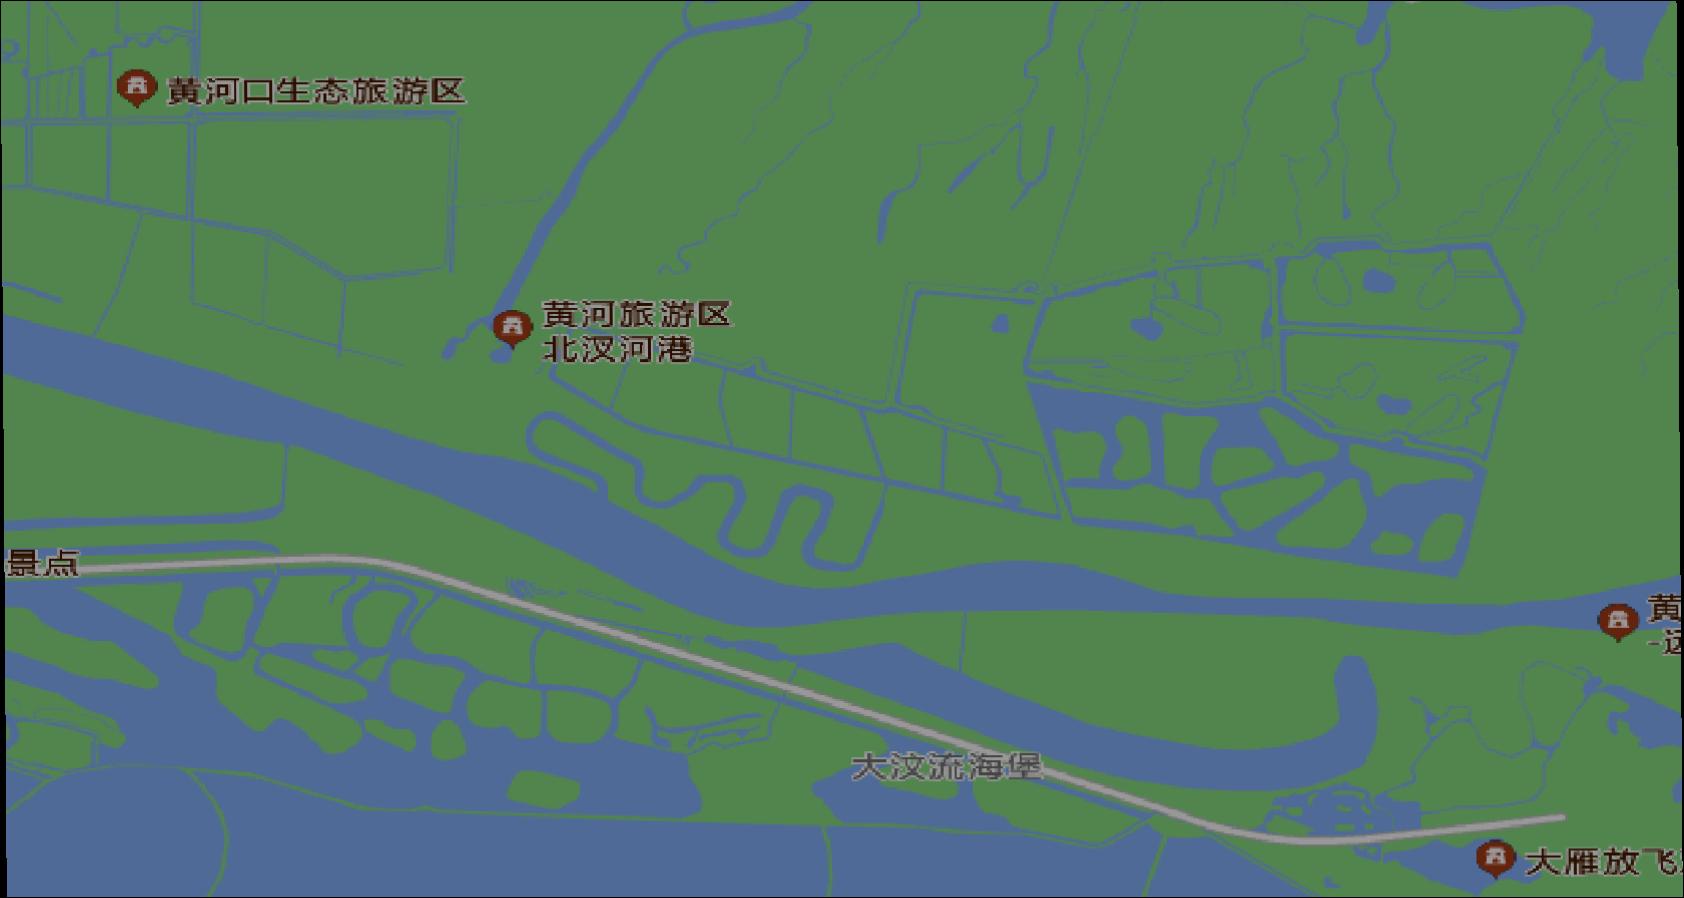 黄河口生态旅游区
黄河旅游区
北汊河港
景点
黄
大汶流海堡
大雁放飞